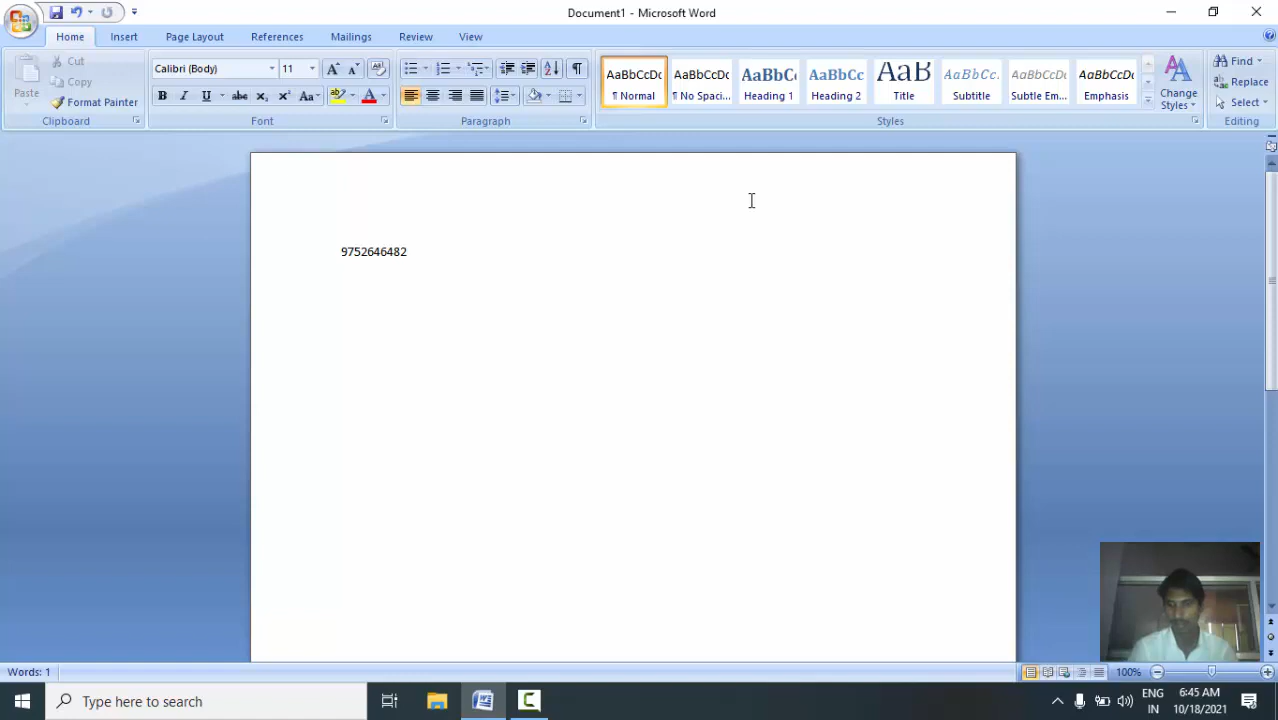 Document1 - Microsoft Word
Home Insert Page Layout References Mailings Review View
Paste
Cut
Copy
Format Painter
Clipboard
Calibri (Body) 11
Font
Paragraph
AaBbCcDc AaBbCcDc AaBbC AaBbCc AaB AaBbCc. AaBbCcDc AaBbCcDc
¶ Normal ¶ No Spaci... Heading 1 Heading 2 Title Subtitle Subtle Em... Emphasis
Change Styles
Styles
Find
Replace
Select
Editing
9752646482
Words: 1
100%
Type here to search
ENG
IN
6:45 AM
10/18/2021